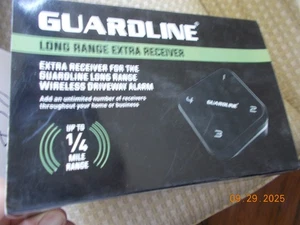 GUARDLINE®
LONG RANGE EXTRA RECEIVER
EXTRA RECEIVER FOR THE
GUARDLINE LONG RANGE
WIRELESS DRIVEWAY ALARM
Add an unlimited number of receivers
throughout your home or business
UP TO
1/4
MILE
RANGE
1
4
GUARDLINE
2
3
08.29.2025